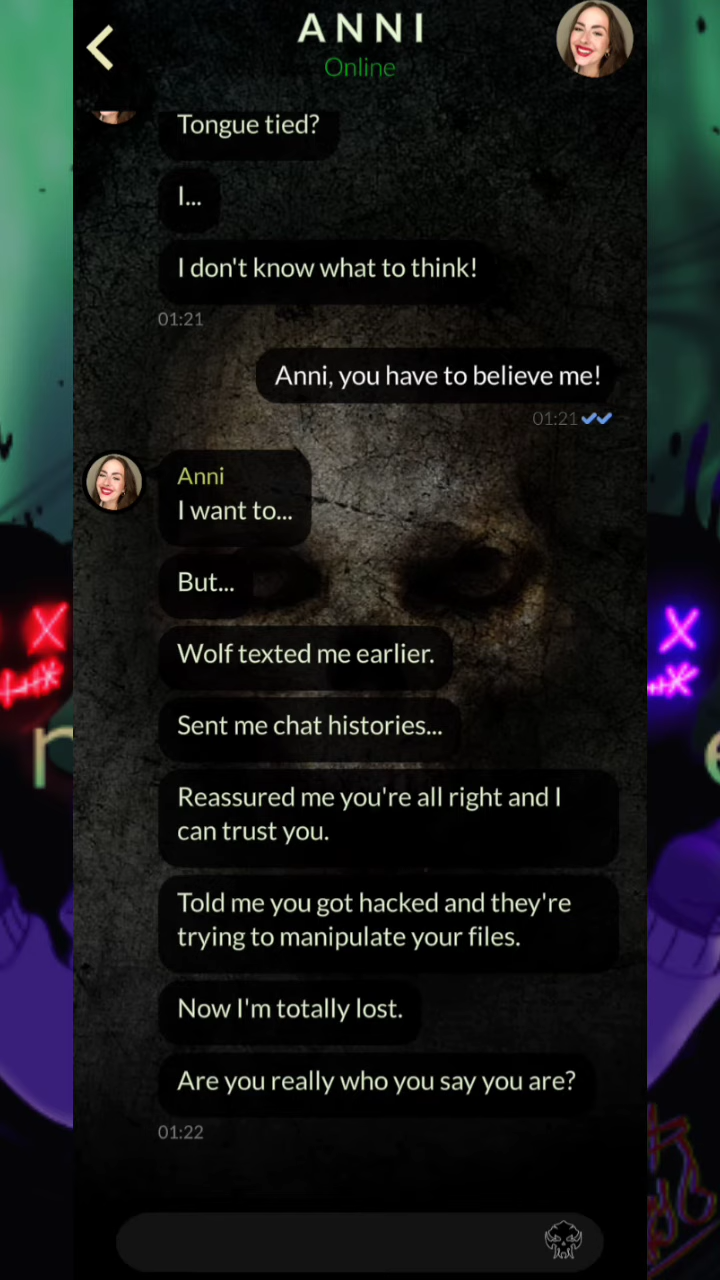 ANNI
Online
Tongue tied?
I...
I don't know what to think!
01:21
Anni, you have to believe me!
01:21
Anni
I want to...
But...
Wolf texted me earlier.
Sent me chat histories...
Reassured me you're all right and I
can trust you.
Told me you got hacked and they're
trying to manipulate your files.
Now I'm totally lost.
Are you really who you say you are?
01:22